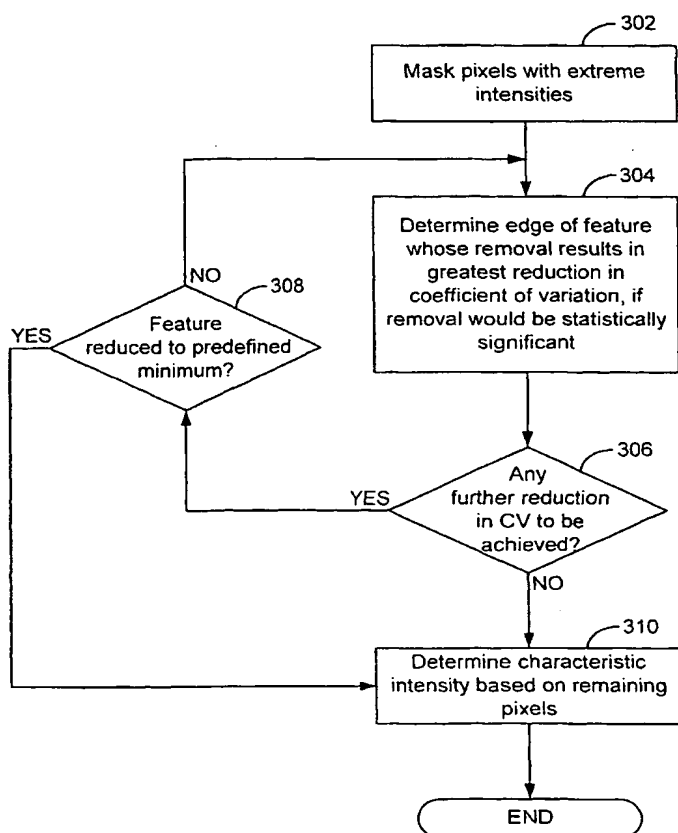 302
Mask pixels with extreme
intensities
304
Determine edge of feature
whose removal results in
greatest reduction in
coefficient of variation, if
removal would be statistically
significant
NO
308
YES
Feature
reduced to predefined
minimum?
306
Any
further reduction
in CV to be
achieved?
YES
NO
310
Determine characteristic
intensity based on remaining
pixels
END